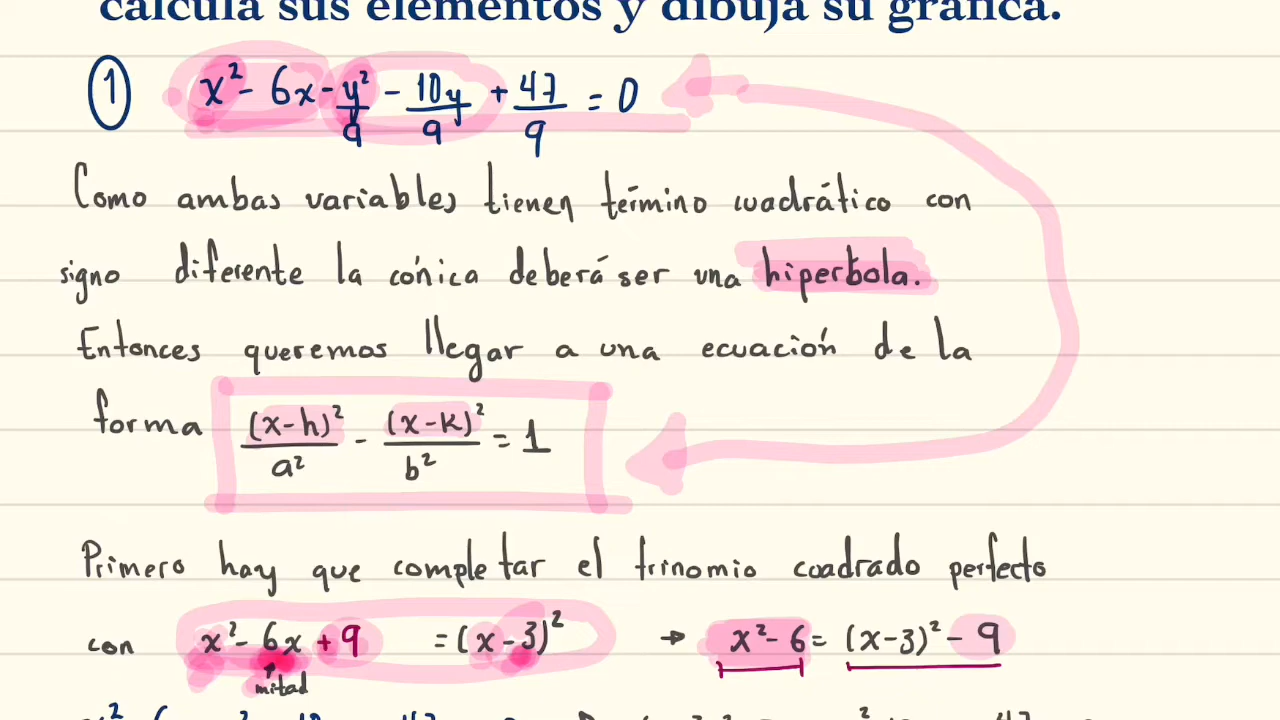 calcula sus elementos y dibuja su gráfica.
① x² - 6x - y²/9 - 10y/9 + 47/9 = 0
Como ambas variables tienen término cuadrático con
signo diferente la cónica deberá ser una hiperbola.
Entonces queremos llegar a una ecuación de la
forma (x-h)²/a² - (x-k)²/b² = 1
Primero hay que completar el trinomio cuadrado perfecto
con x² - 6x + 9 = (x-3)² → x² - 6 = (x-3)² - 9
mitad